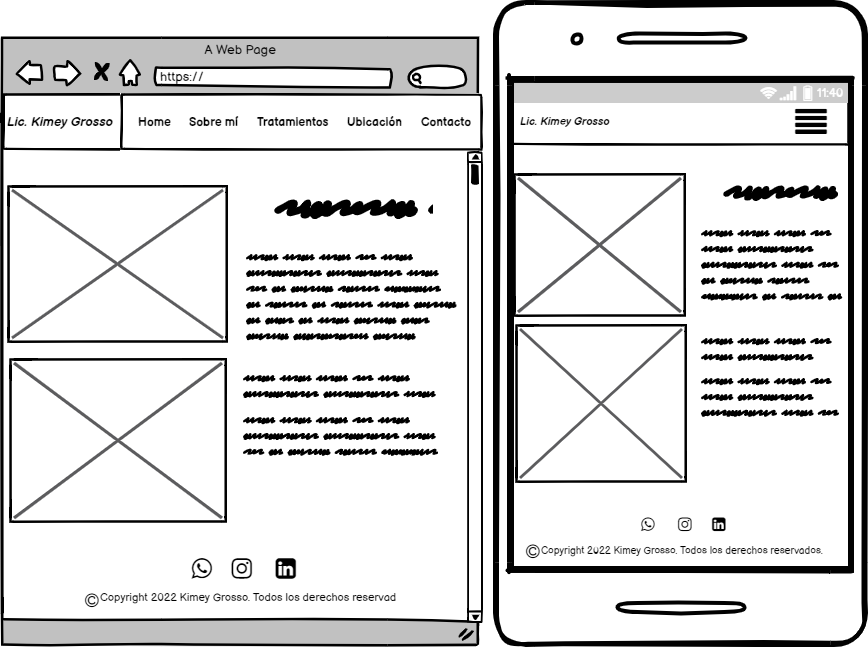 A Web Page
https://
Lic. Kimey Grosso
Home Sobre mí Tratamientos Ubicación Contacto
© Copyright 2022 Kimey Grosso. Todos los derechos reservad
11:40
Lic. Kimey Grosso
© Copyright 2022 Kimey Grosso. Todos los derechos reservados.